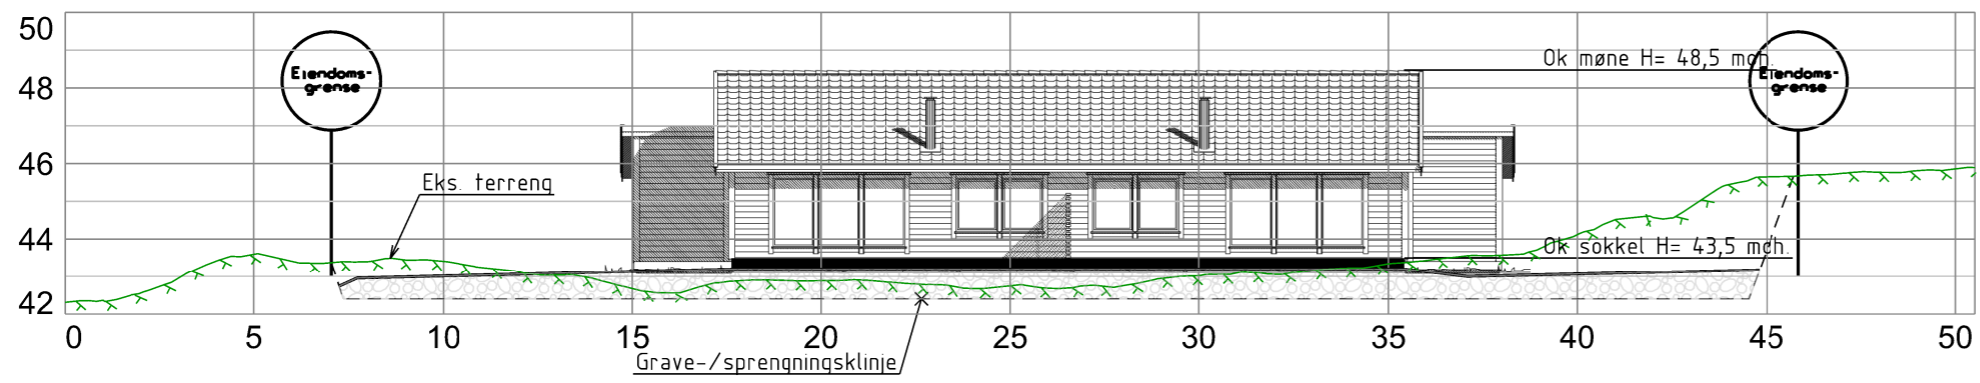 50
48
46
44
42
Eiendoms-
grense
Ok møne H= 48,5 moh.
Eiendoms-
grense
Eks. terreng
Ok sokkel H= 43,5 moh.
0 5 10 15 20 25 30 35 40 45 50
Grave-/sprengningsklinje